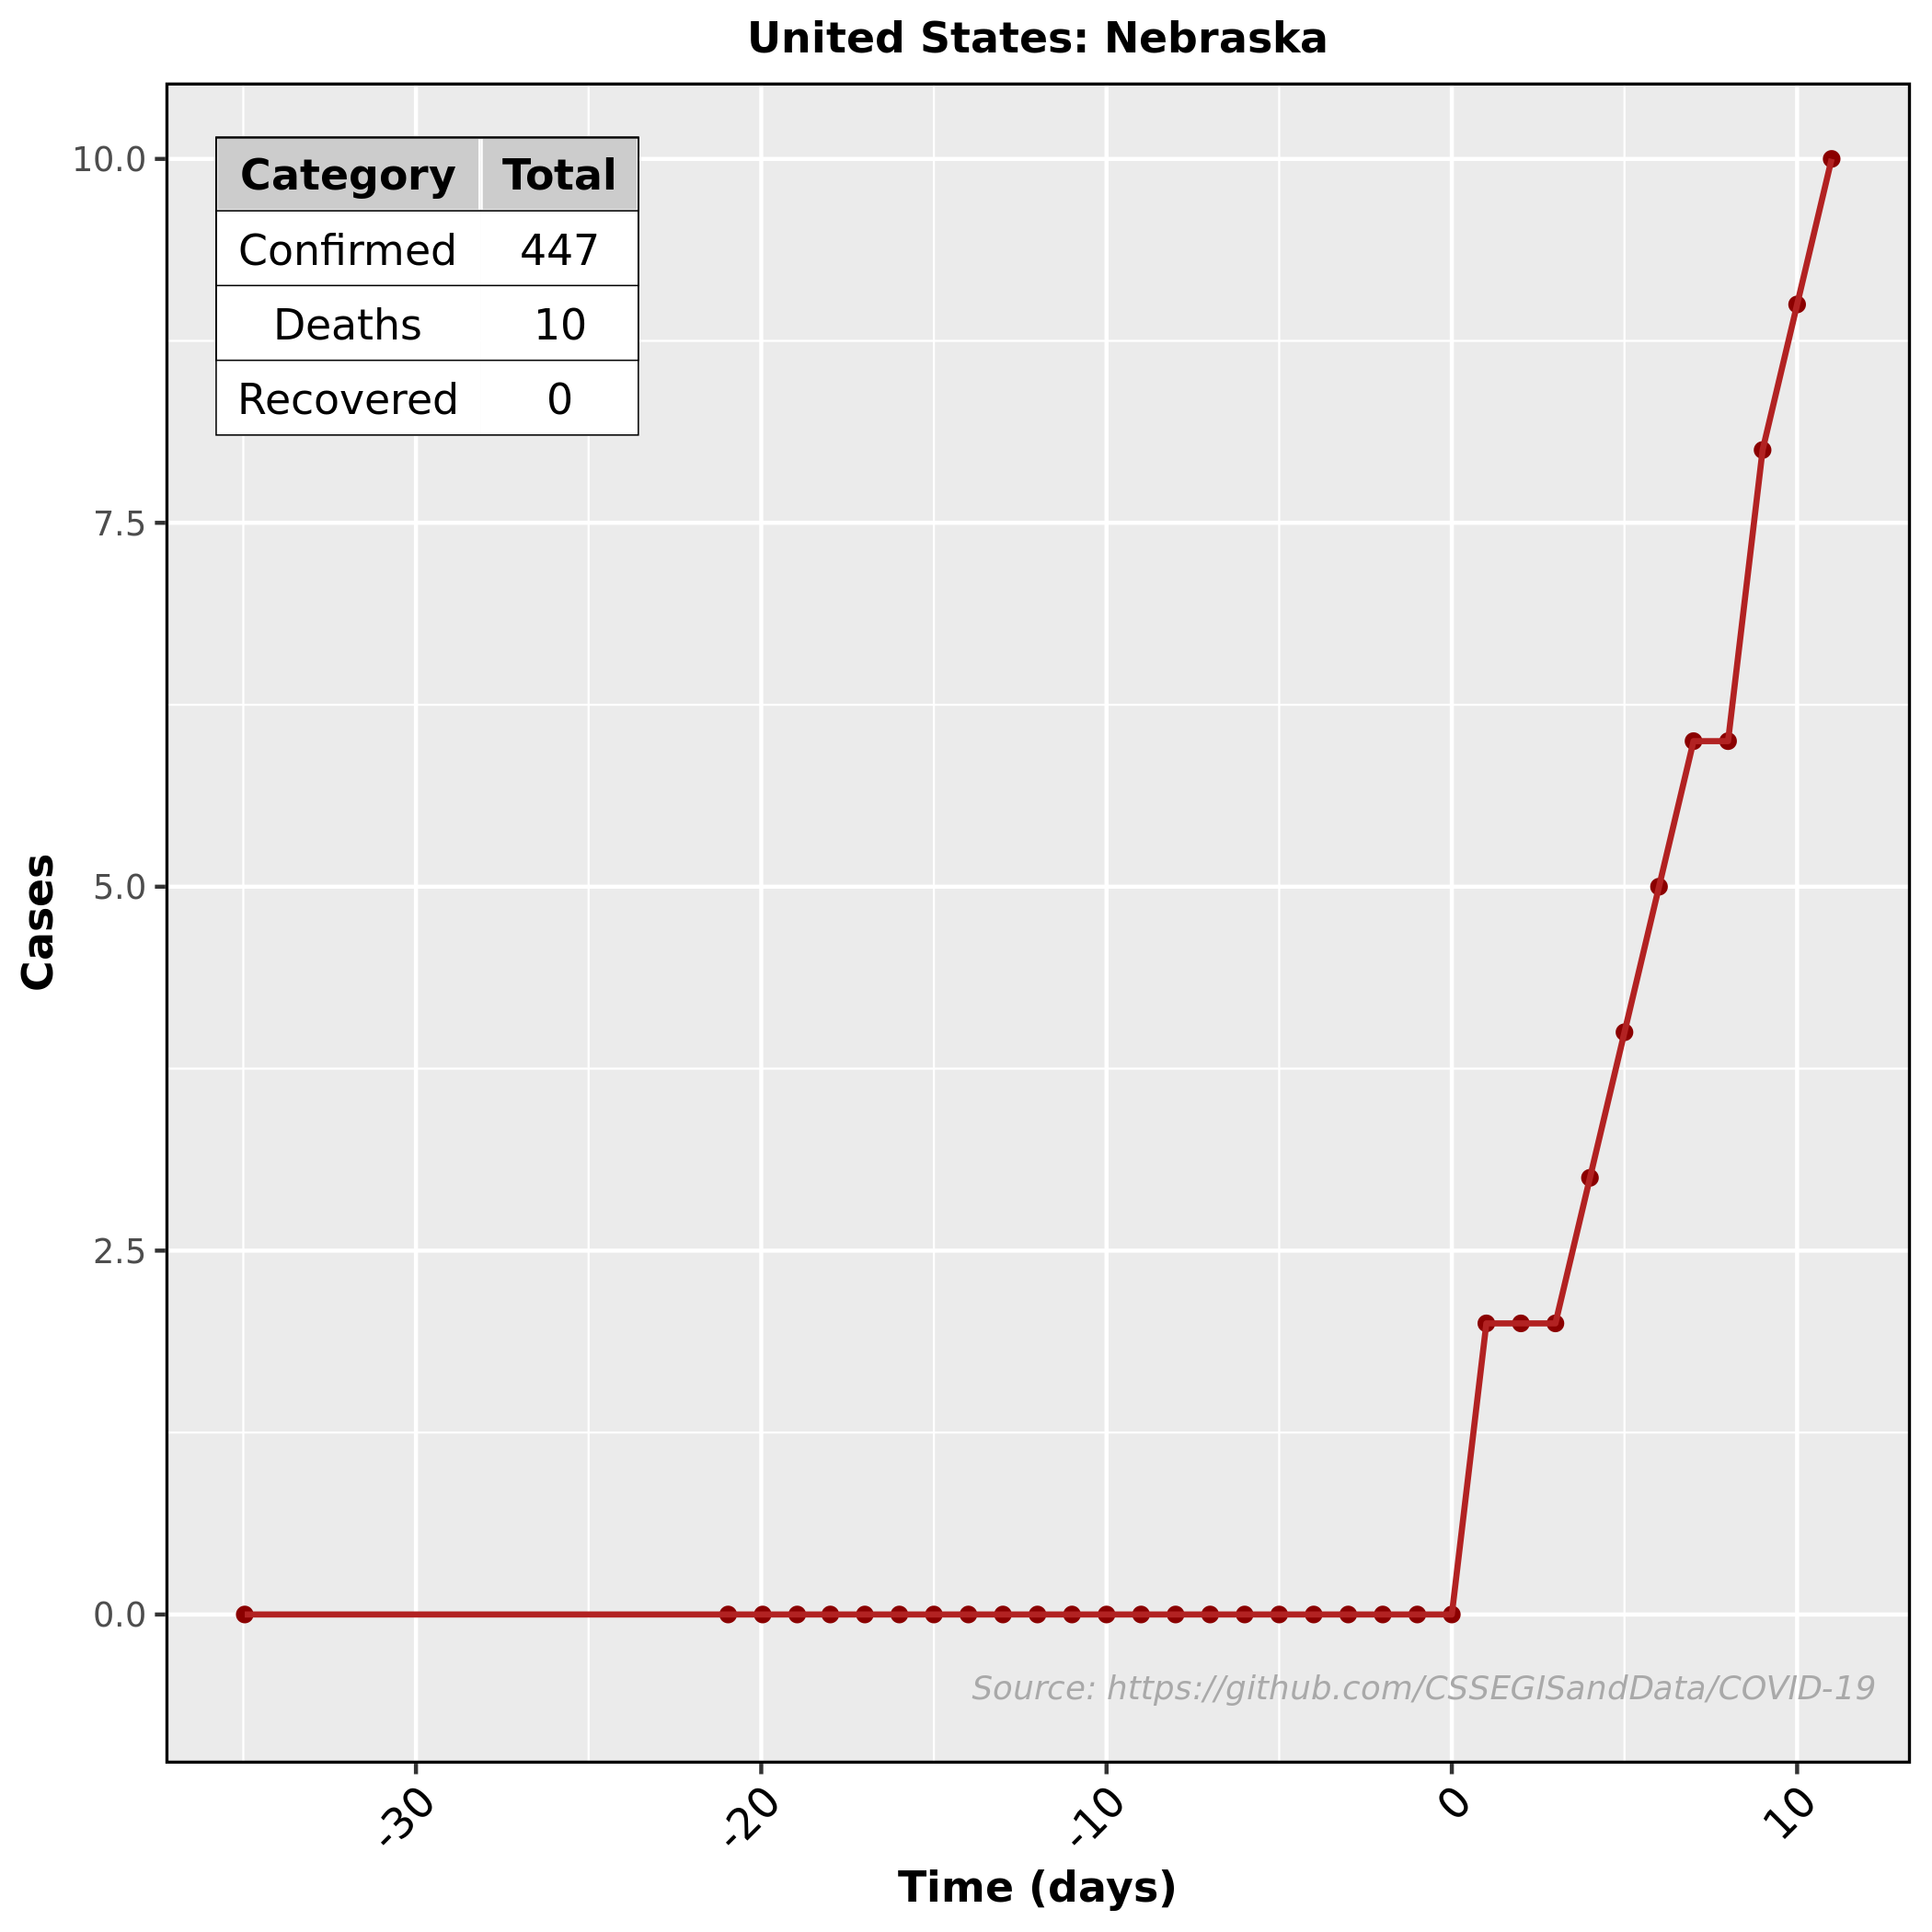 United States: Nebraska
Category Total
Confirmed 447
Deaths 10
Recovered 0
10.0
7.5
5.0
2.5
0.0
Cases
Source: https://github.com/CSSEGISandData/COVID-19
-30 -20 -10 0 10
Time (days)